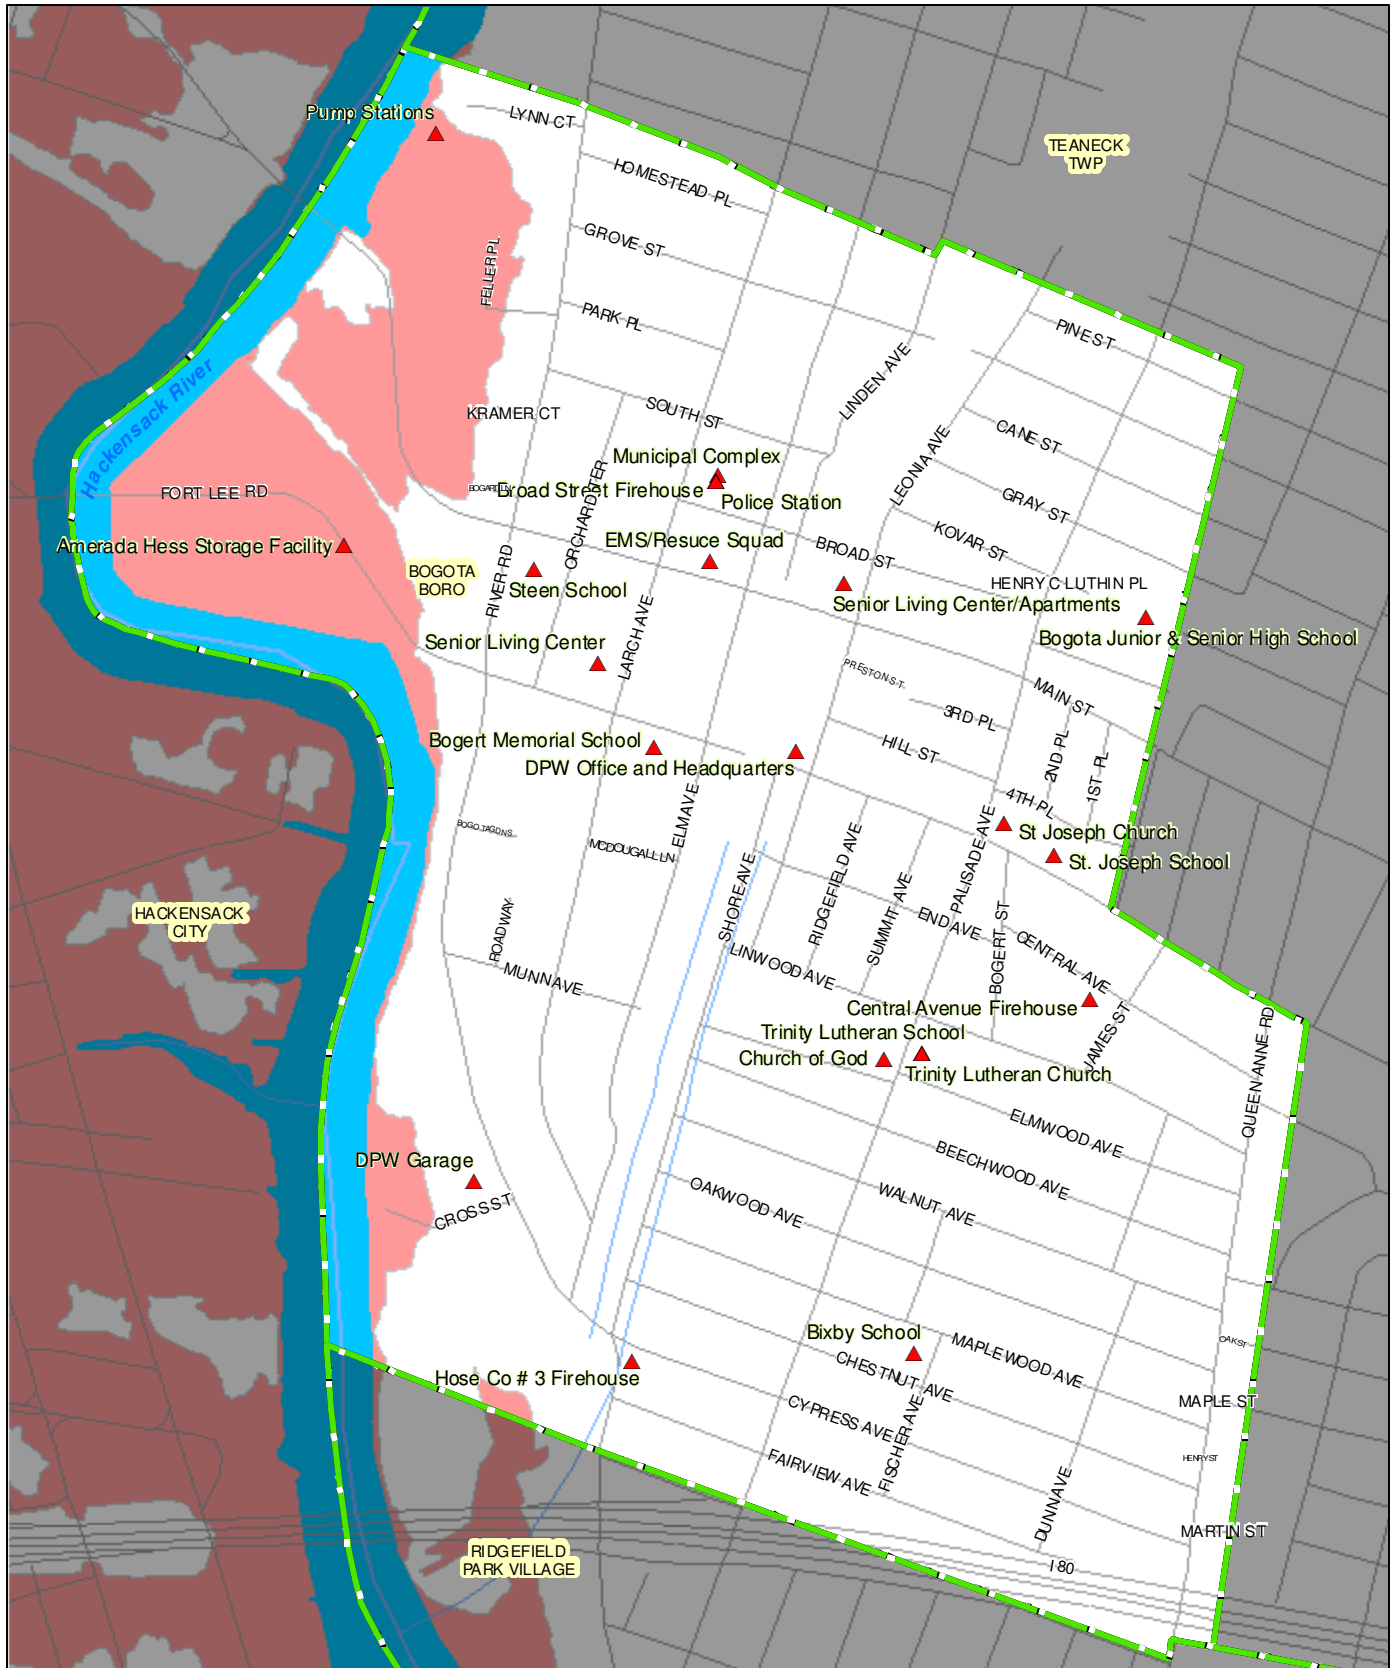 Pump Stations
LYNN CT
TEANECK
TWP
HOMESTEAD PL
GROVE ST
FELLER PL
PARK PL
PINE ST
Hackensack River
LINDEN AVE
KRAMER CT
SOUTH ST
CANE ST
LEONIA AVE
Municipal Complex
BOGART LN
Broad Street Firehouse
Police Station
FORT LEE RD
ORCHARD TER
GRAY ST
KOVAR ST
Amerada Hess Storage Facility
EMS/Resuce Squad
BROAD ST
BOGOTA
BORO
RIVER RD
Steen School
HENRY C LUTHIN PL
Senior Living Center/Apartments
Bogota Junior & Senior High School
Senior Living Center
LARCH AVE
PRESTON ST
MAIN ST
3RD PL
Bogert Memorial School
HILL ST
2ND PL
1ST PL
DPW Office and Headquarters
4TH PL
ELM AVE
BOGOTA GDNS
MCDOUGALL LN
St Joseph Church
St. Joseph School
SHORE AVE
RIDGEFIELD AVE
SUMMIT AVE
PALISADE AVE
HACKENSACK
CITY
ROADWAY
END AVE
BOGERT ST
CENTRAL AVE
LINWOOD AVE
MUNN AVE
Central Avenue Firehouse
JAMES ST
QUEEN ANNE RD
Trinity Lutheran School
Church of God
Trinity Lutheran Church
ELMWOOD AVE
BEECHWOOD AVE
DPW Garage
CROSS ST
OAKWOOD AVE
WALNUT AVE
Bixby School
OAK ST
MAPLEWOOD AVE
Hose Co # 3 Firehouse
CHESTNUT AVE
MAPLE ST
CYPRESS AVE
FISCHER AVE
FAIRVIEW AVE
HENRY ST
DUNN AVE
MARTIN ST
RIDGEFIELD
PARK VILLAGE
I 80